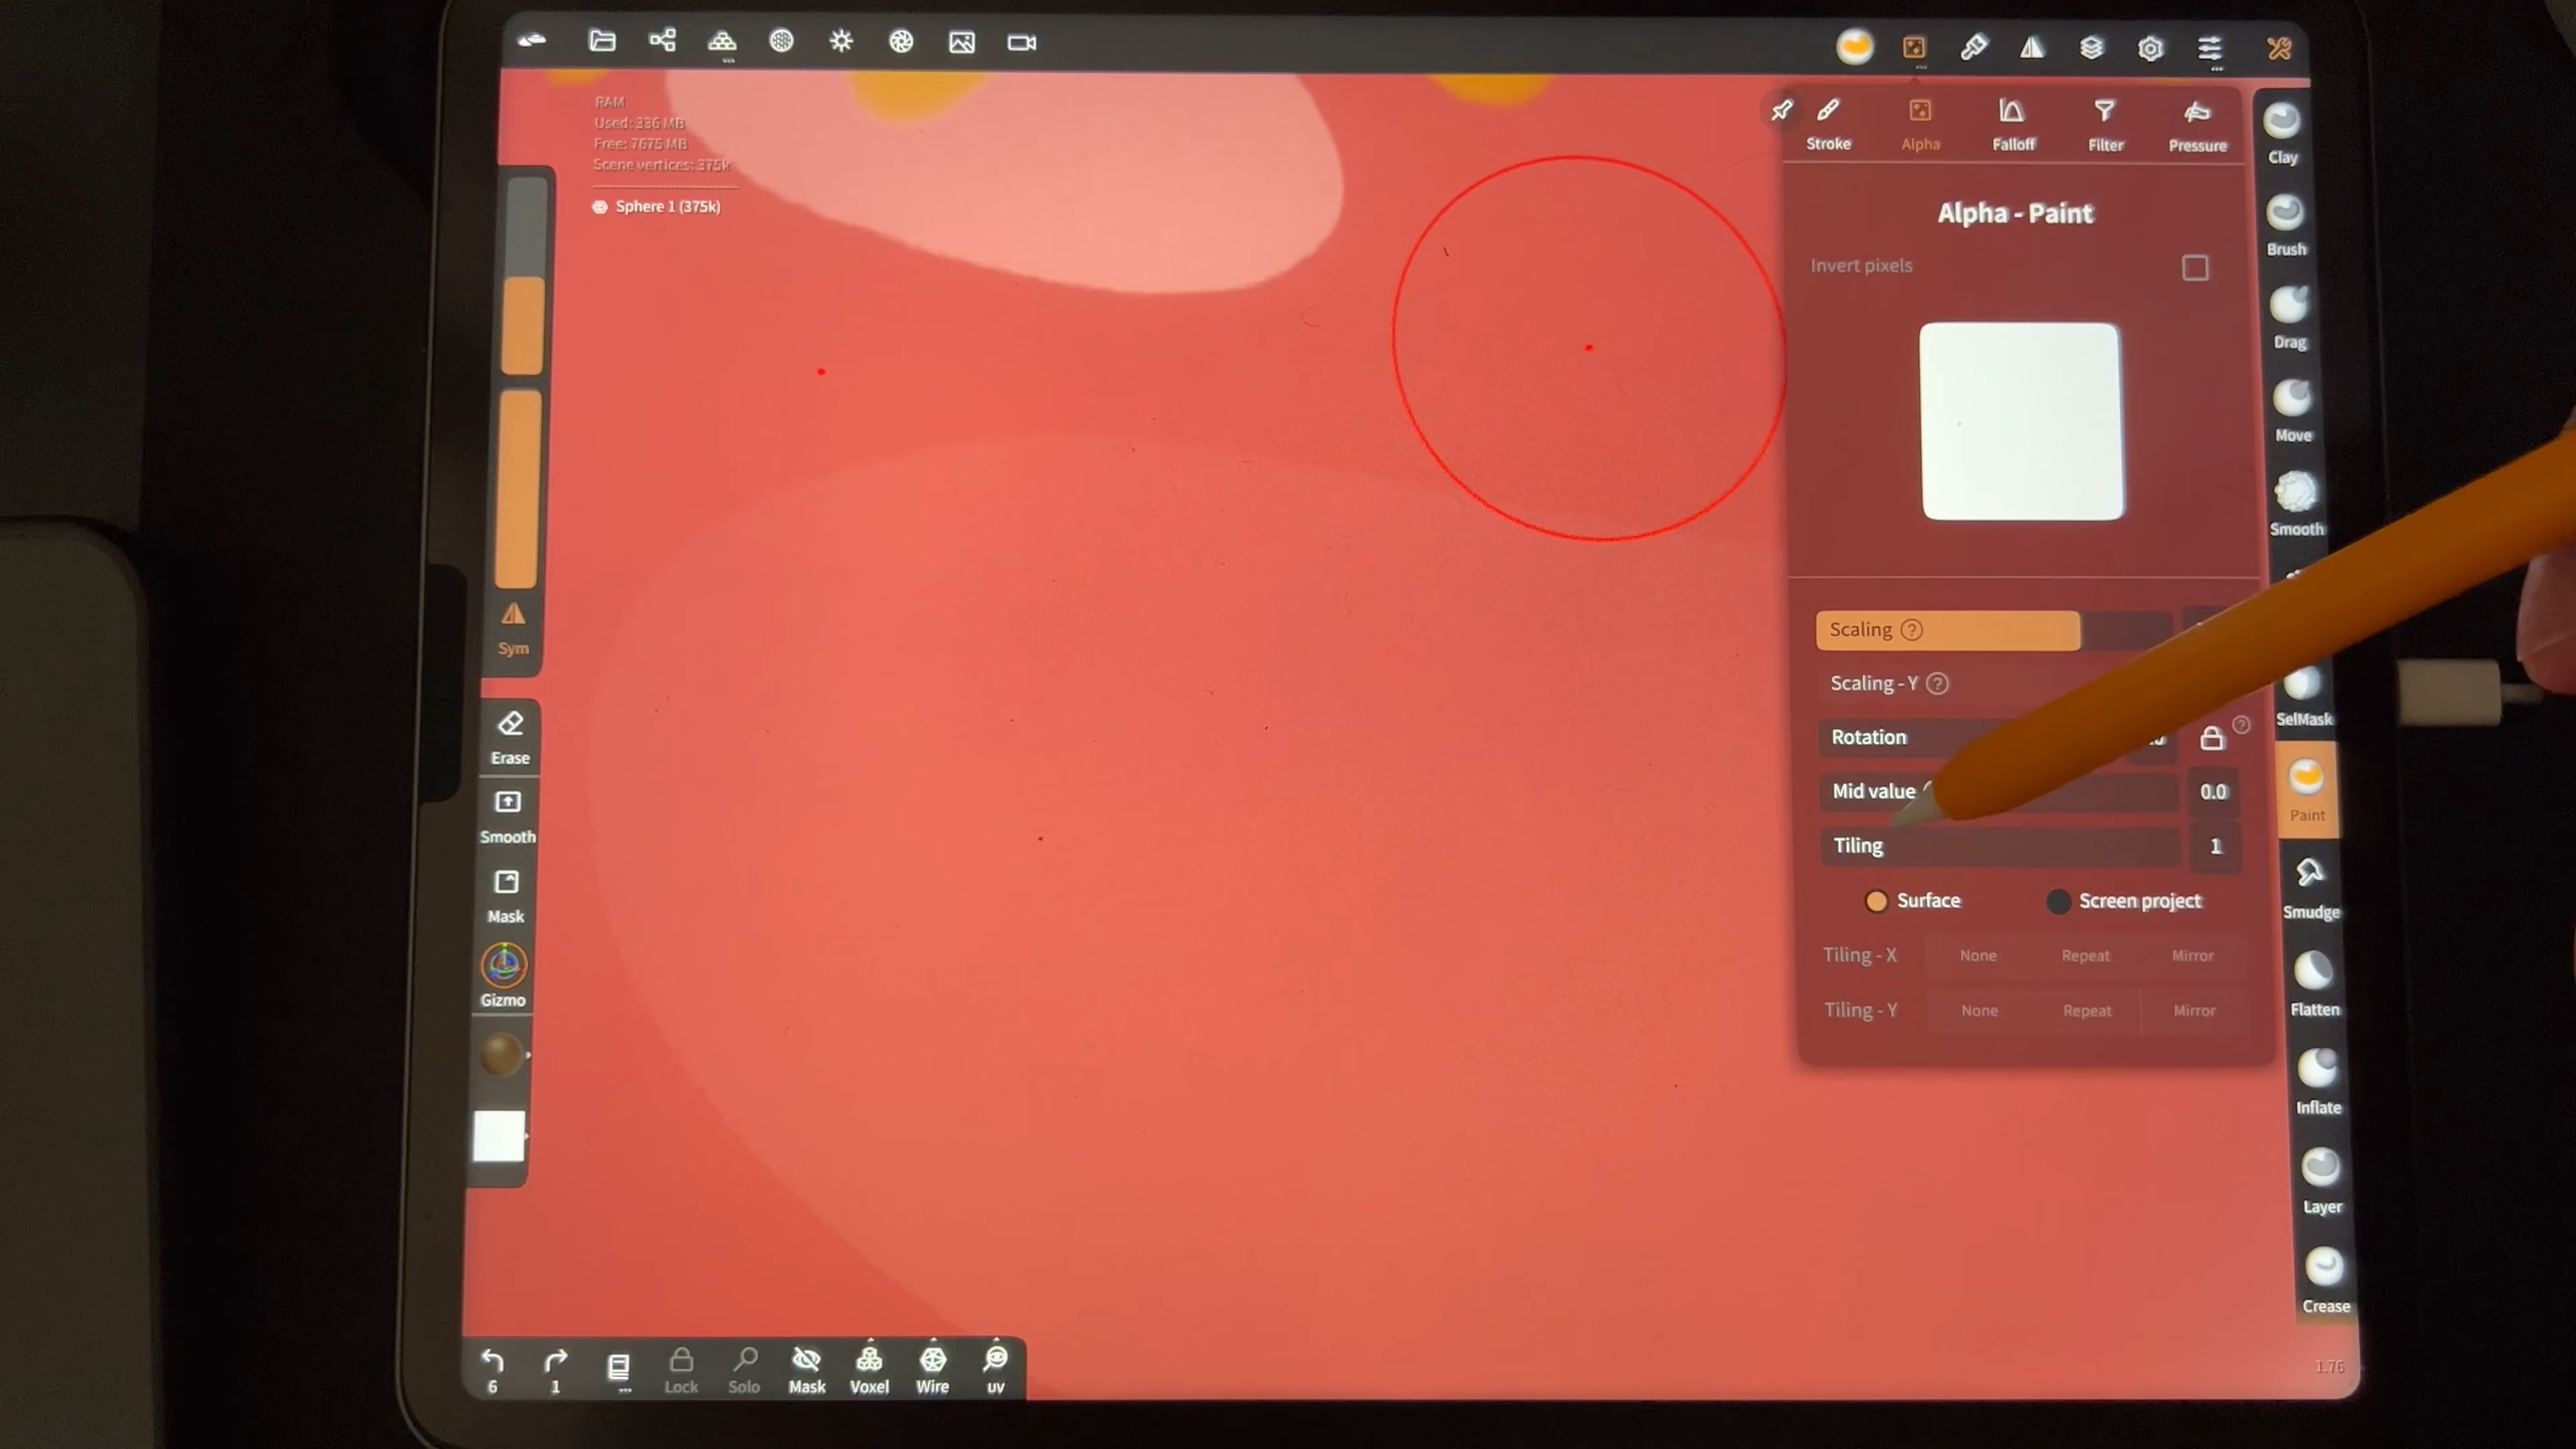 RAM
Used: 336 MB
Free: 7675 MB
Scene vertices: 375k
Sphere 1 (375k)
Sym
Erase
Smooth
Mask
Gizmo
6
1
Lock
Solo
Mask
Voxel
Wire
uv
Stroke
Alpha
Falloff
Filter
Pressure
Alpha - Paint
Invert pixels
Scaling ?
Scaling - Y ?
Rotation
?
Mid value
0.0
Tiling
1
Surface
Screen project
Tiling - X
None
Repeat
Mirror
Tiling - Y
None
Repeat
Mirror
Clay
Brush
Drag
Move
Smooth
SelMask
Paint
Smudge
Flatten
Inflate
Layer
Crease
1.76